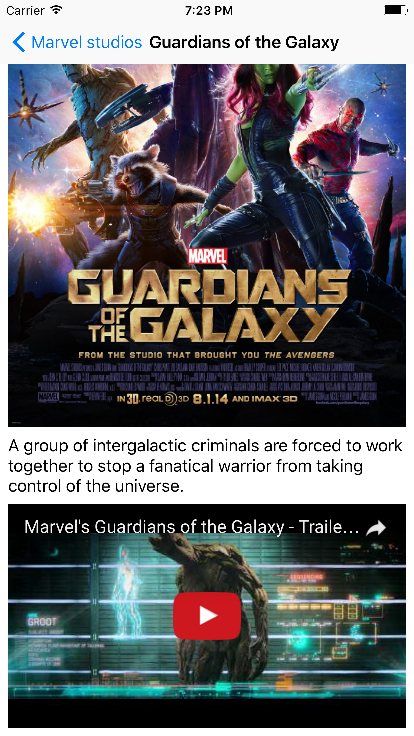 Carrier 7:23 PM
Marvel studios Guardians of the Galaxy
MARVEL
GUARDIANS
OF THE GALAXY
FROM THE STUDIO THAT BROUGHT YOU THE AVENGERS
MARVEL IN 3D, REAL D 3D 8.1.14 AND IMAX 3D
A group of intergalactic criminals are forced to work
together to stop a fanatical warrior from taking
control of the universe.
Marvel's Guardians of the Galaxy - Traile...
GROOT